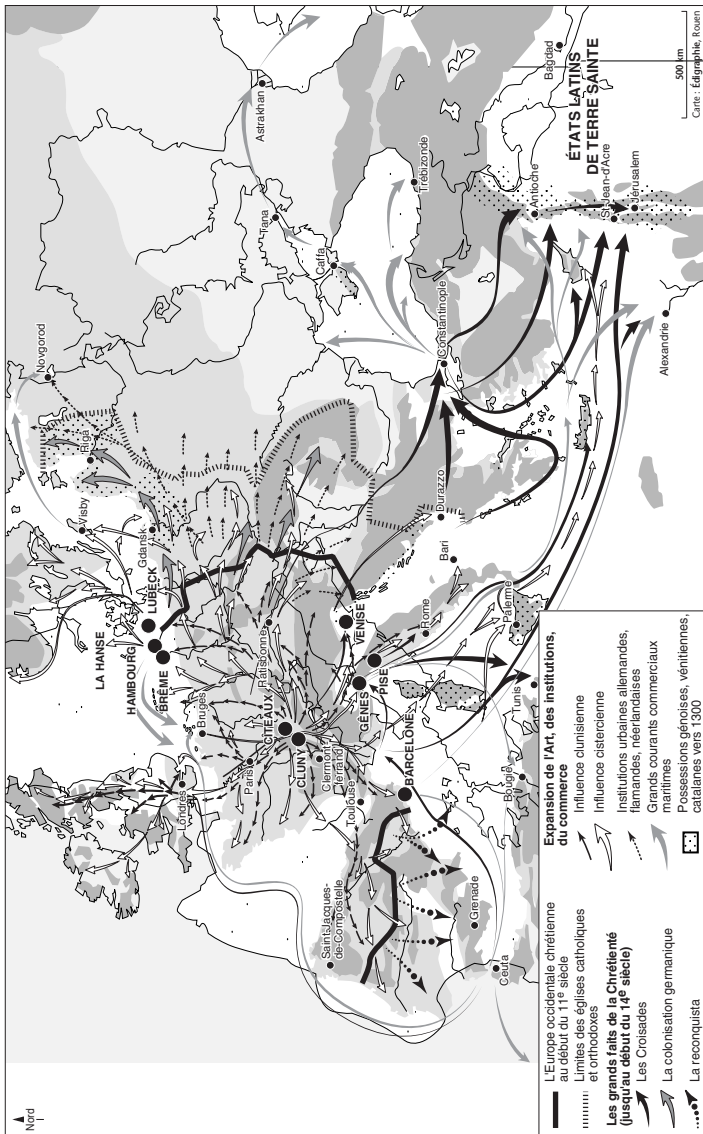 Nord
Novgorod
Riga
Visby
Gdansk
LUBECK
LA HANSE
HAMBOURG
BRÊME
Bruges
Londres
Paris
Ratisbonne
CITEAUX
CLUNY
Clermont-
Ferrand
Toulouse
VENISE
GÊNES
PISE
BARCELONE
Rome
Bari
Durazzo
Palerme
Tunis
Bougie
Saint-Jacques-
de-Compostelle
Grenade
Ceuta
Constantinople
Caffa
Tiana
Astrakhan
Trébizonde
Antioche
St-Jean-d'Acre
Jérusalem
Alexandrie
Bagdad
ÉTATS LATINS
DE TERRE SAINTE
500 km
Carte : Édigraphie, Rouen
L'Europe occidentale chrétienne
au début du 11e siècle
Limites des églises catholiques
et orthodoxes
Les grands faits de la Chrétienté
(jusqu'au début du 14e siècle)
Les Croisades
La colonisation germanique
La reconquista
Expansion de l'Art, des institutions,
du commerce
Influence clunisienne
Influence cistercienne
Institutions urbaines allemandes,
flamandes, néerlandaises
Grands courants commerciaux
maritimes
Possessions génoises, vénitiennes,
catalanes vers 1300